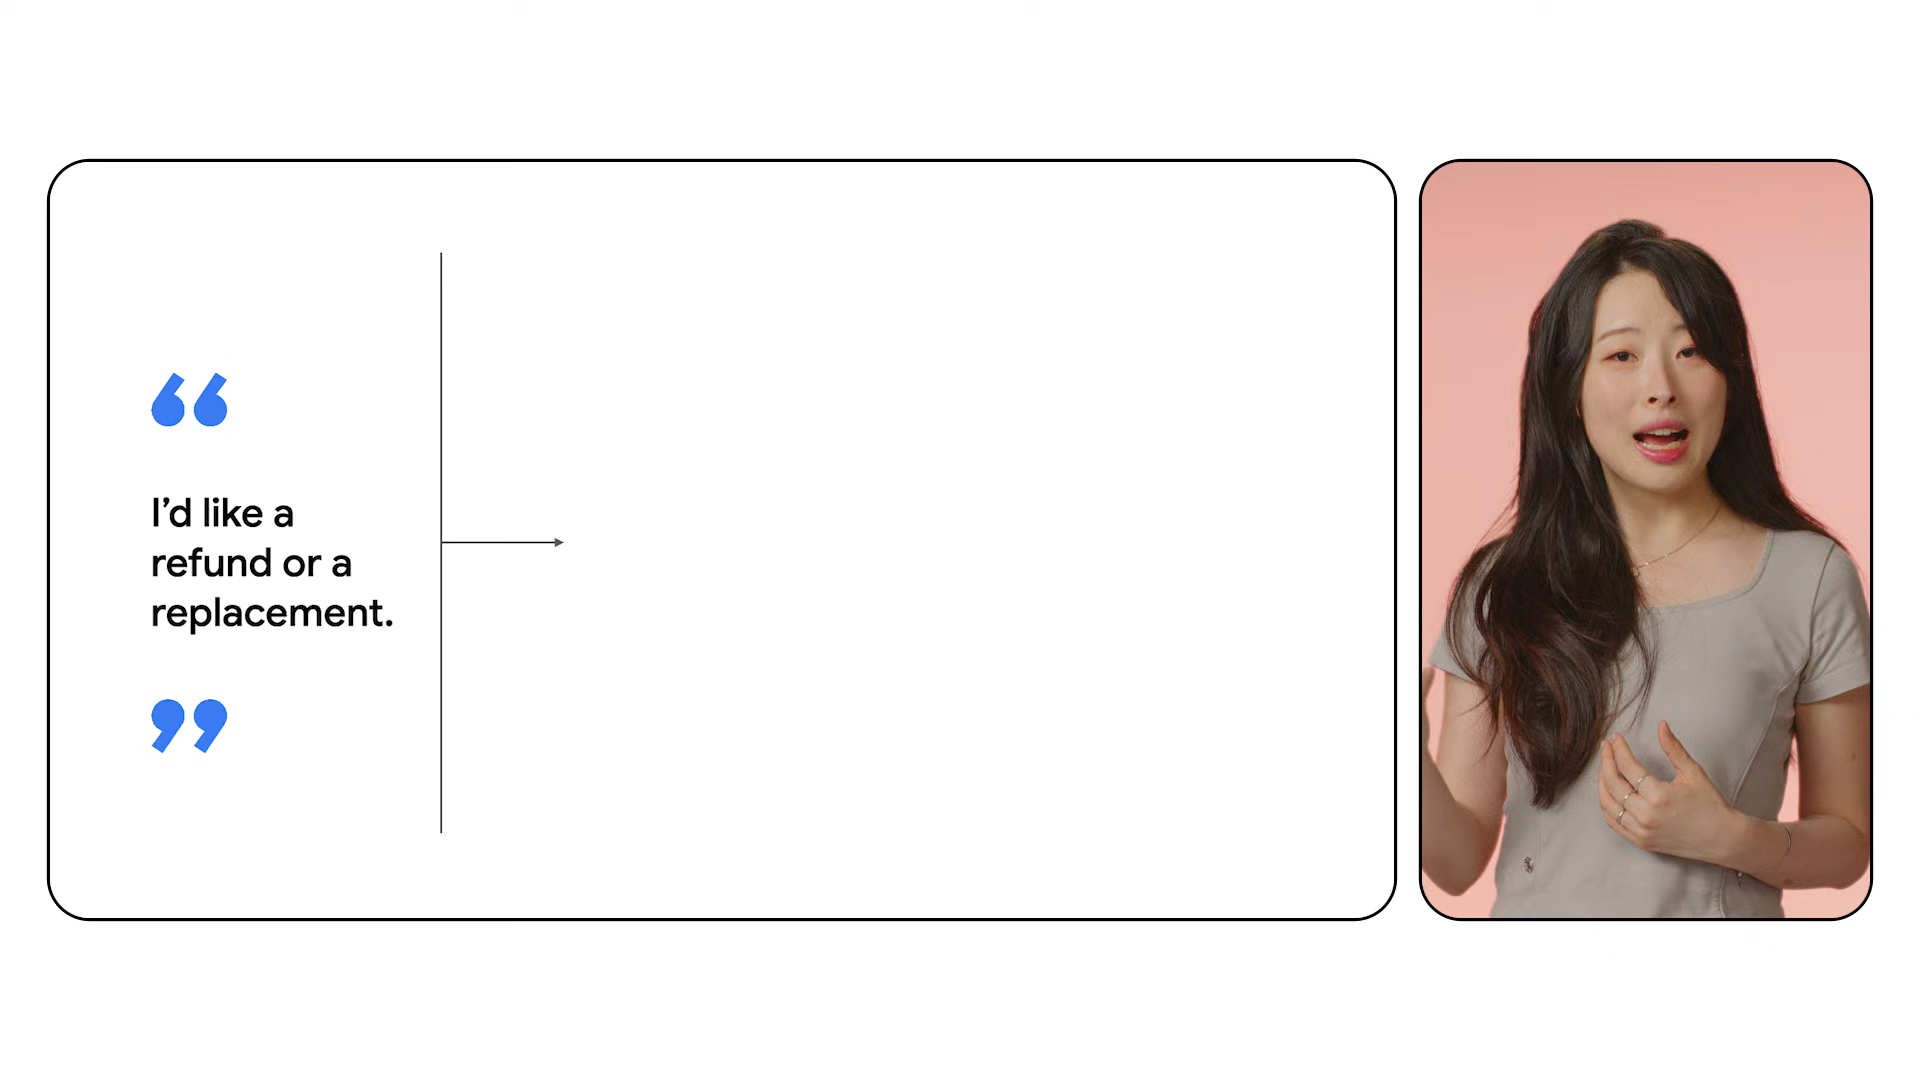 “
I’d like a
refund or a
replacement.
”